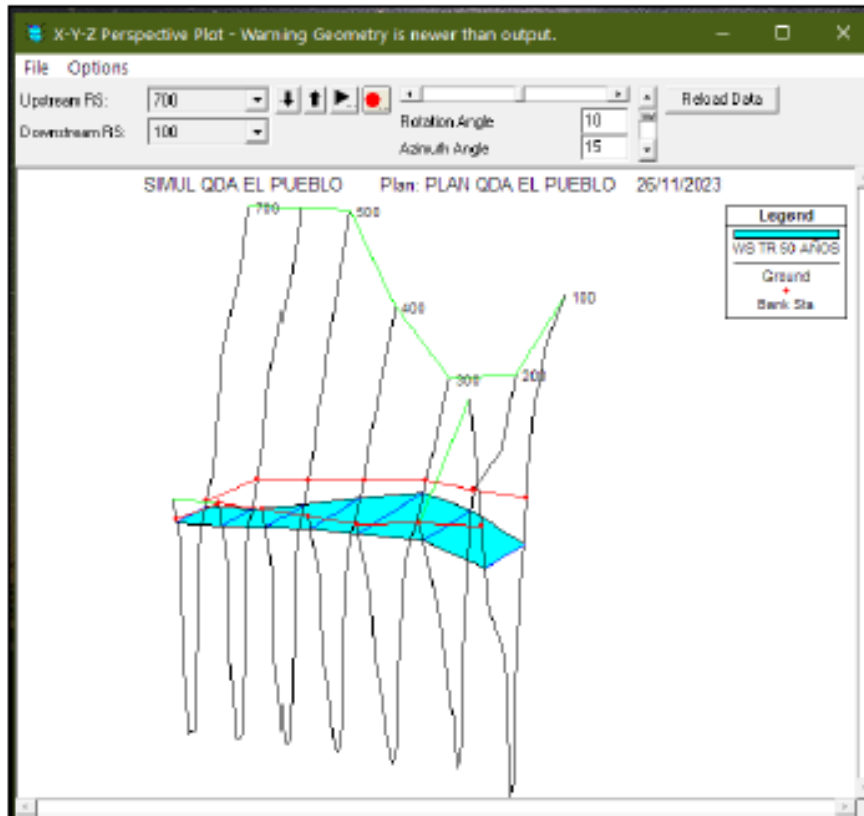 X-Y-Z Perspective Plot - Warning Geometry is newer than output.
File Options
Upstream RS: 700
Reload Data
Downstream RS: 100
Rotation Angle 10
Azimuth Angle 15
SIMUL QDA EL PUEBLO Plan: PLAN QDA EL PUEBLO 26/11/2023
Legend
WS TR 50 AÑOS
Ground
Bank Sta
700
500
400
300
200
100